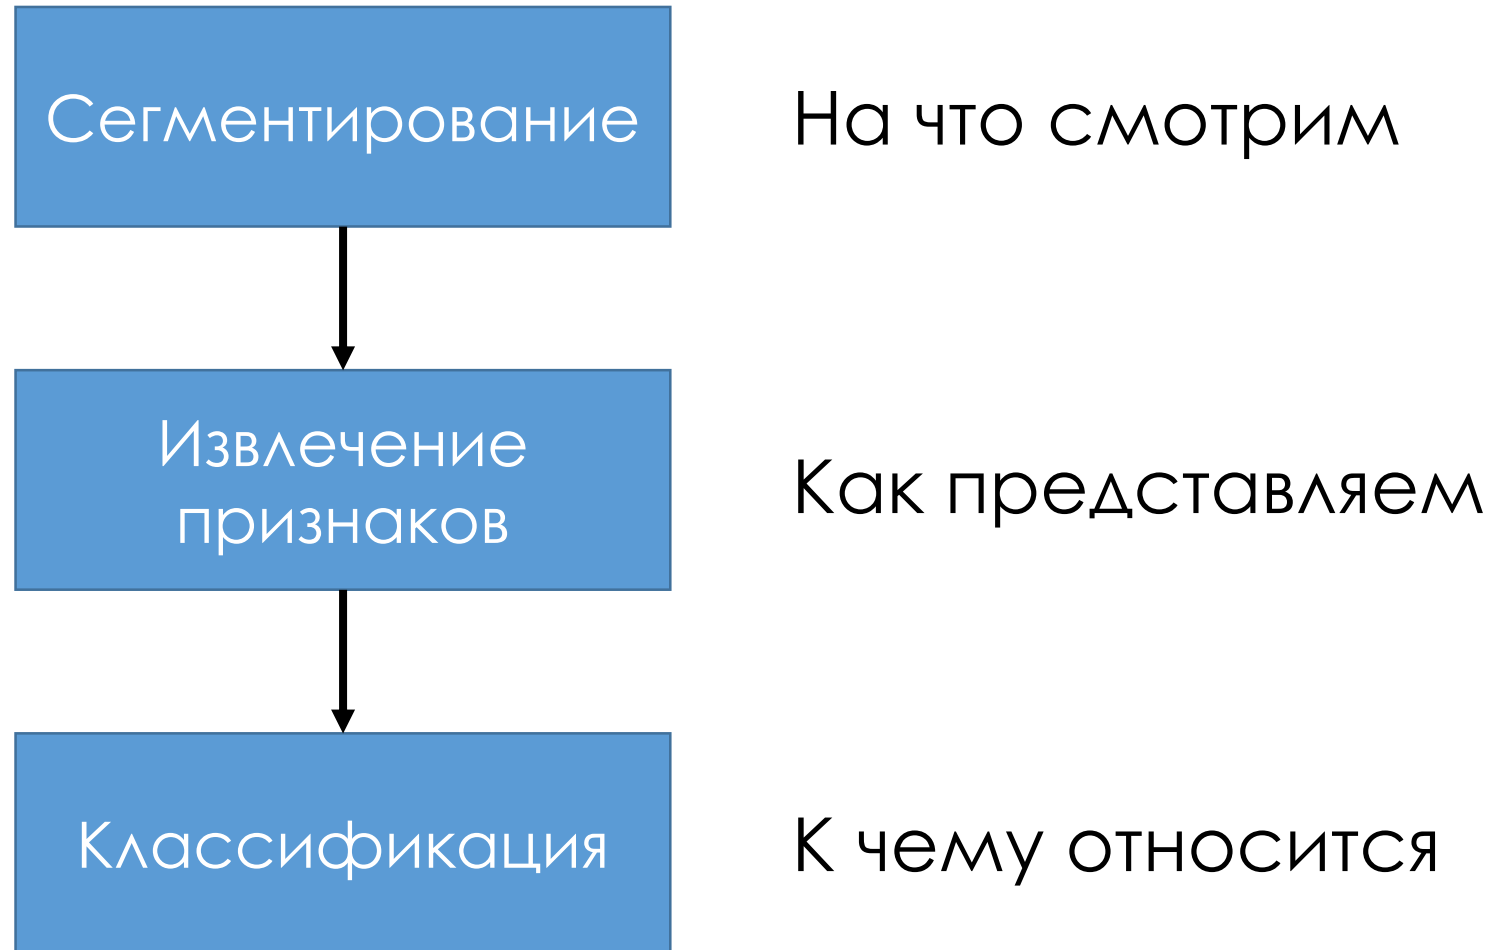 Сегментирование
На что смотрим
Извлечение
признаков
Как представляем
Классификация
К чему относится